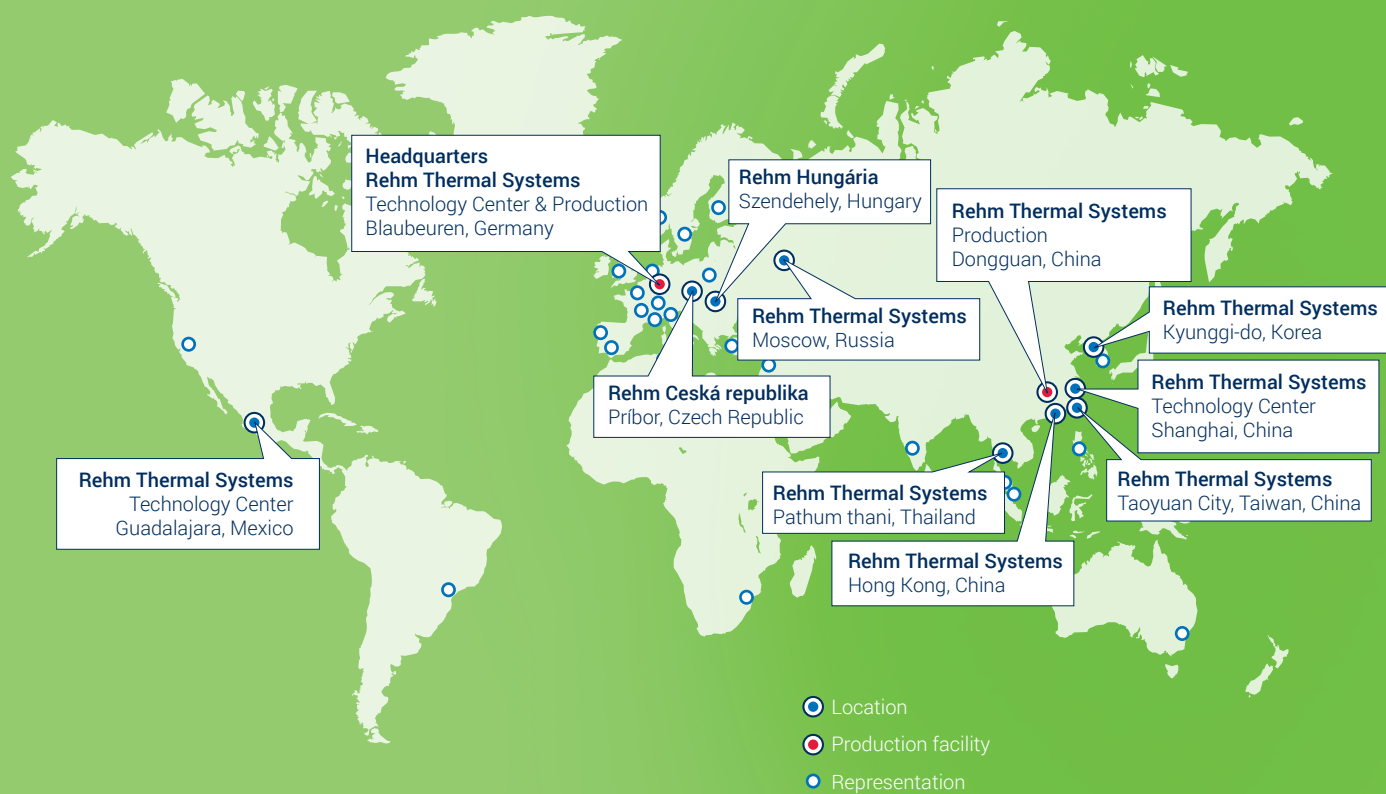 Headquarters
Rehm Thermal Systems
Technology Center & Production
Blaubeuren, Germany
Rehm Hungária
Szendehely, Hungary
Rehm Thermal Systems
Production
Dongguan, China
Rehm Thermal Systems
Moscow, Russia
Rehm Thermal Systems
Kyunggi-do, Korea
Rehm Ceská republika
Príbor, Czech Republic
Rehm Thermal Systems
Technology Center
Shanghai, China
Rehm Thermal Systems
Technology Center
Guadalajara, Mexico
Rehm Thermal Systems
Pathum thani, Thailand
Rehm Thermal Systems
Taoyuan City, Taiwan, China
Rehm Thermal Systems
Hong Kong, China
Location
Production facility
Representation